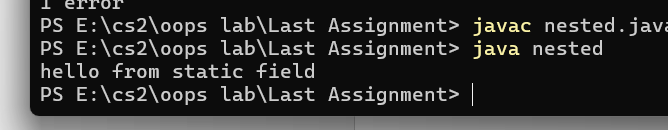 1 error
PS E:\cs2\oops lab\Last Assignment> javac nested.java
PS E:\cs2\oops lab\Last Assignment> java nested
hello from static field
PS E:\cs2\oops lab\Last Assignment>